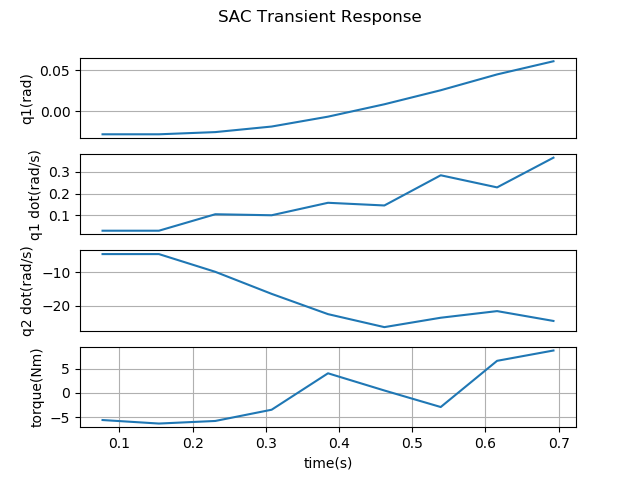 SAC Transient Response
q1(rad)
0.05
0.00
q1 dot(rad/s)
0.3
0.2
0.1
q2 dot(rad/s)
−10
−20
torque(Nm)
5
0
−5
0.1 0.2 0.3 0.4 0.5 0.6 0.7
time(s)